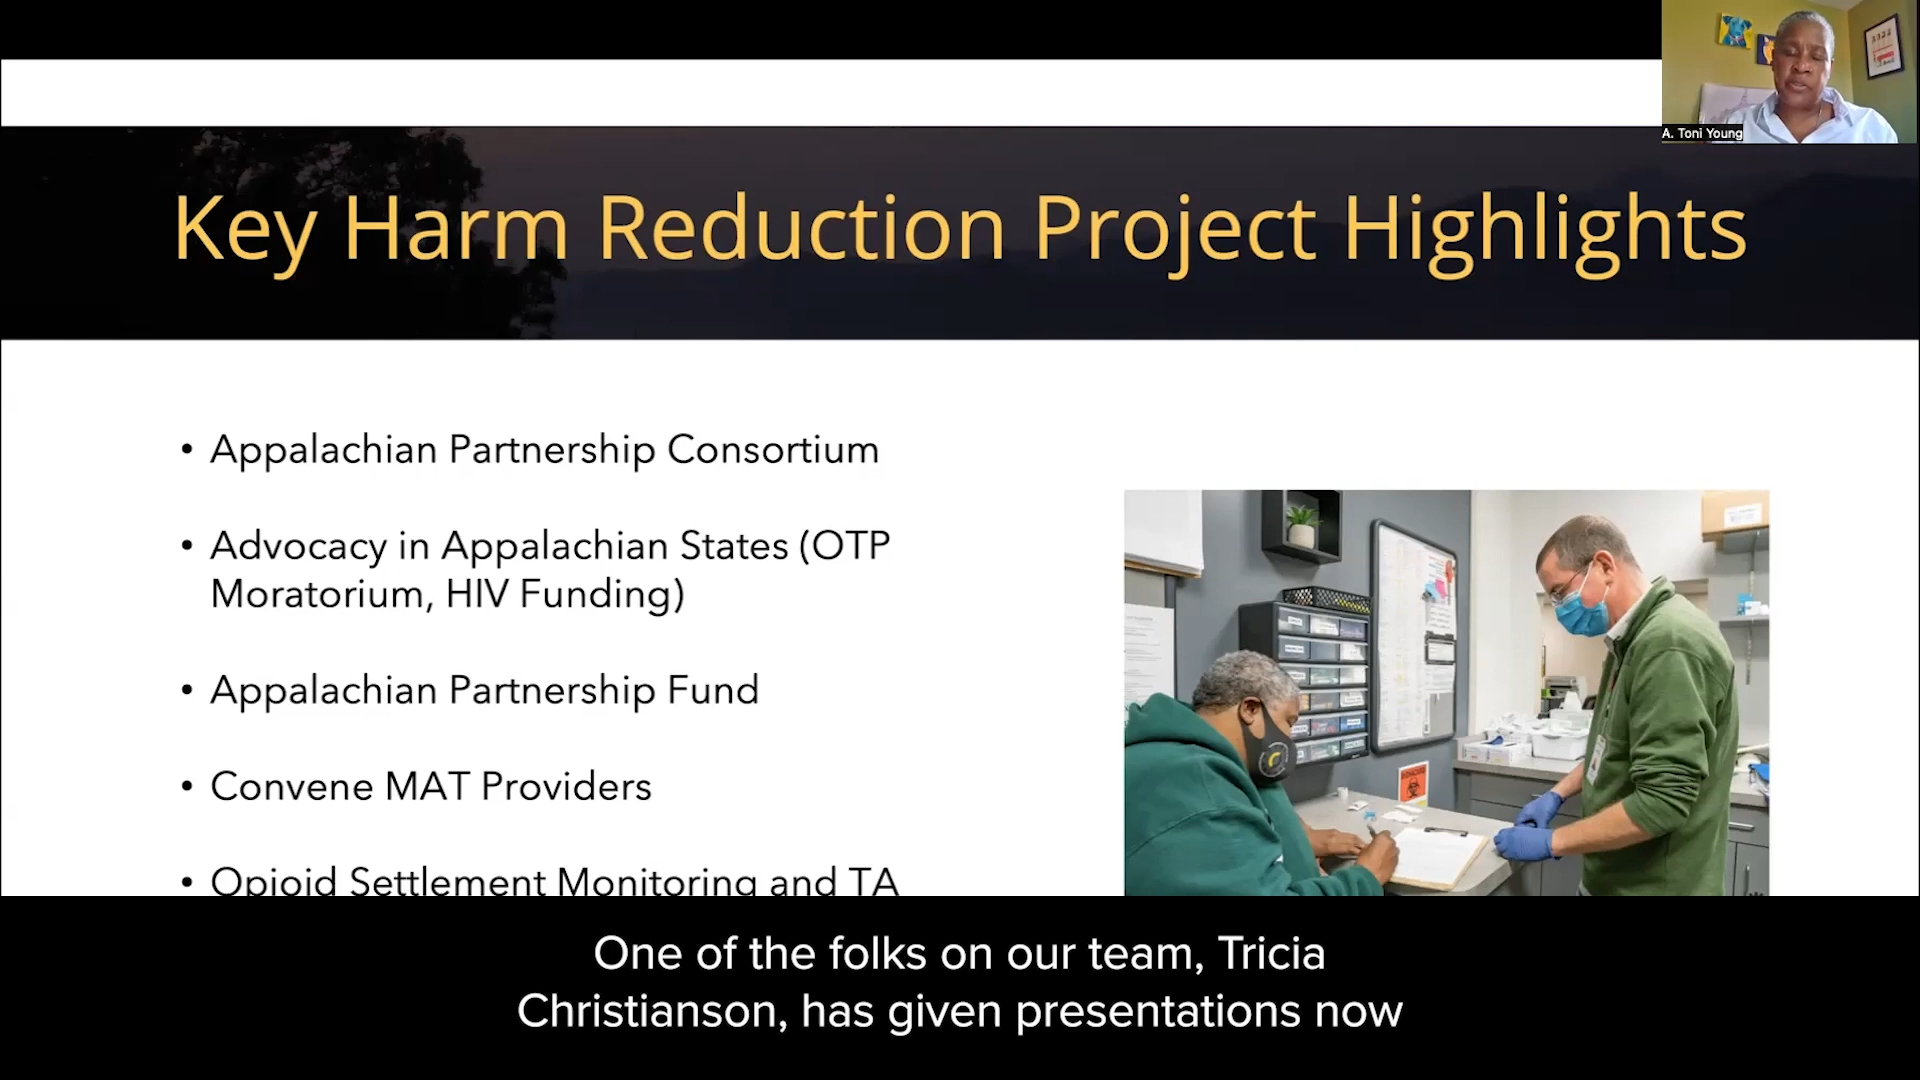 A. Toni Young
Key Harm Reduction Project Highlights
• Appalachian Partnership Consortium
• Advocacy in Appalachian States (OTP
Moratorium, HIV Funding)
• Appalachian Partnership Fund
• Convene MAT Providers
• Opioid Settlement Monitoring and TA
BIOHAZARD
One of the folks on our team, Tricia
Christianson, has given presentations now